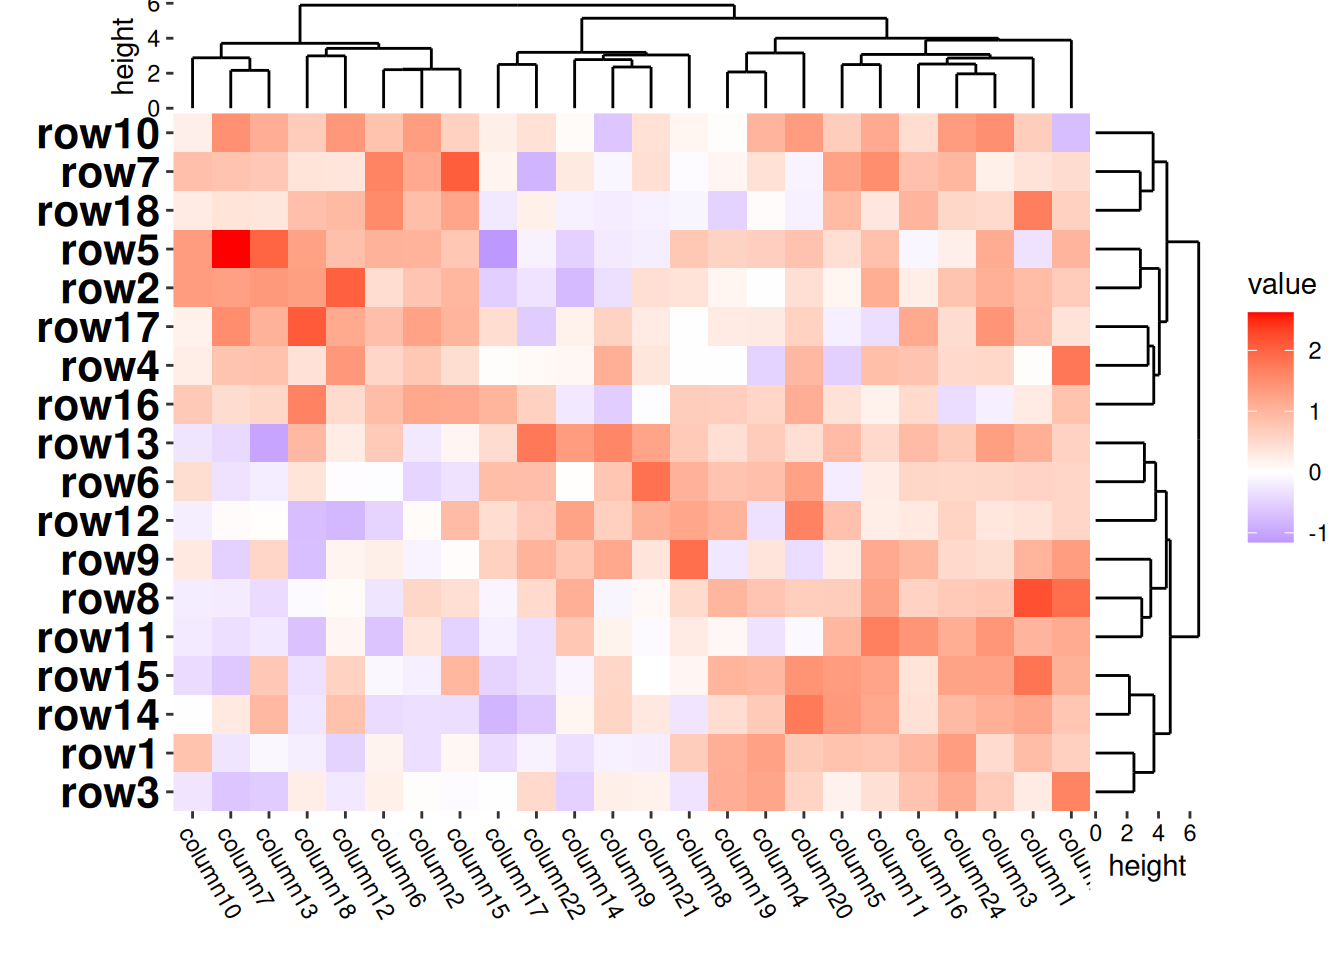 height
6
4
2
0
row10
row7
row18
row5
row2
row17
row4
row16
row13
row6
row12
row9
row8
row11
row15
row14
row1
row3
column10
column7
column13
column18
column12
column6
column2
column15
column17
column22
column14
column9
column21
column8
column19
column4
column20
column5
column11
column16
column24
column3
column1
0 2 4 6
height
value
2
1
0
-1